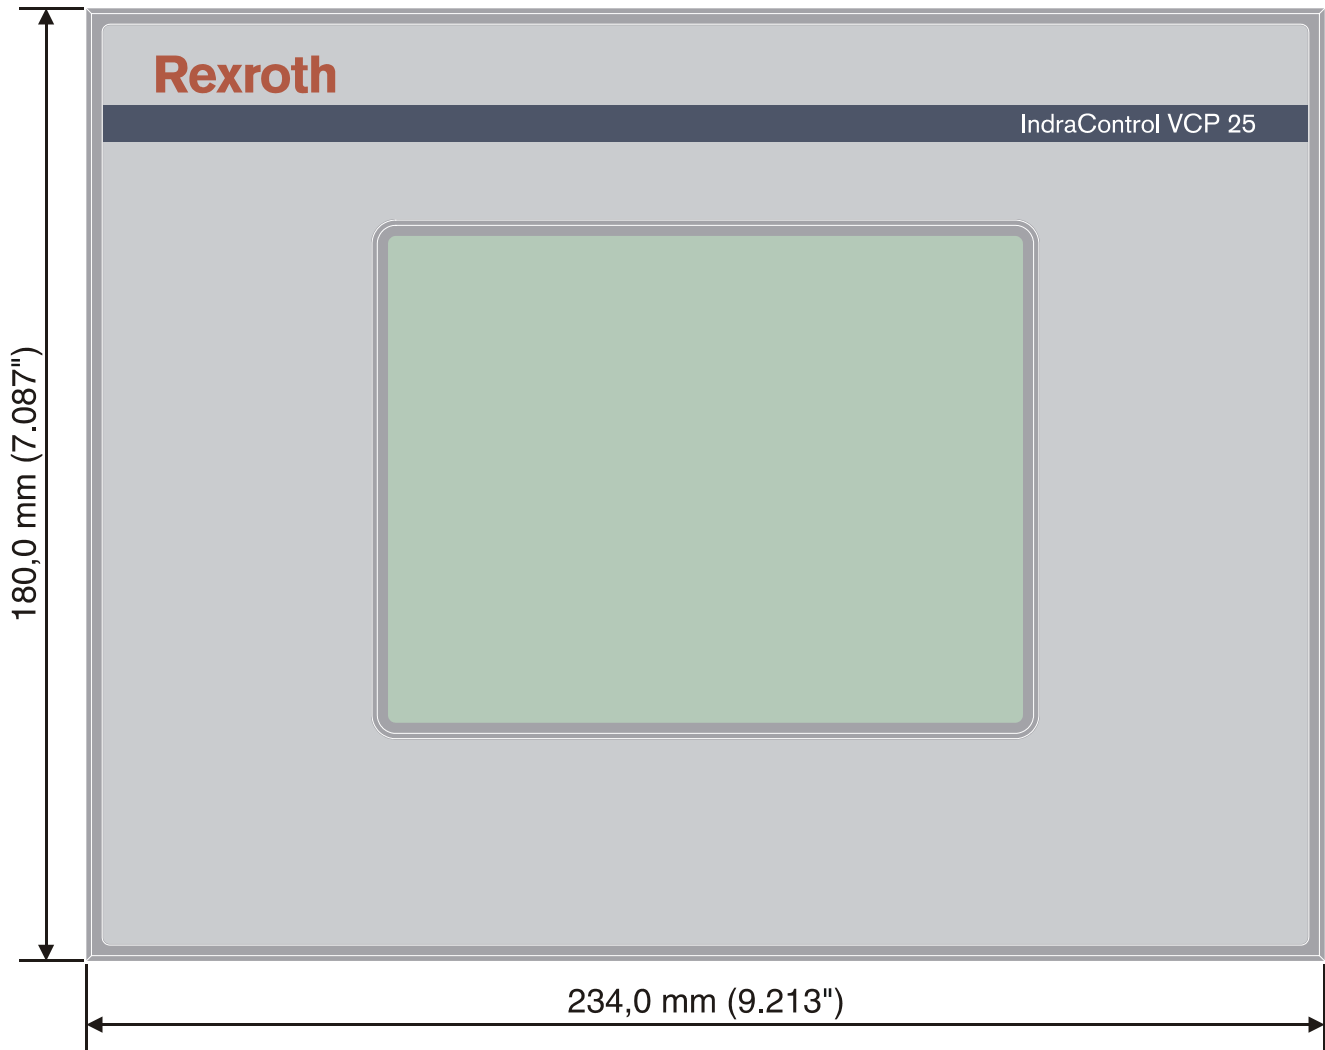 Rexroth
IndraControl VCP 25
180,0 mm (7.087")
234,0 mm (9.213")